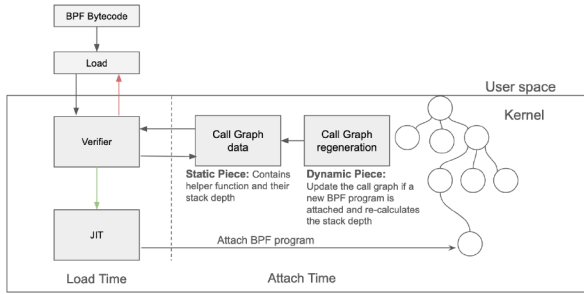 BPF Bytecode
Load
User space
Kernel
Verifier
Call Graph
data
Call Graph
regeneration
Static Piece: Contains
helper function and their
stack depth
Dynamic Piece:
Update the call graph if a
new BPF program is
attached and re-calculates
the stack depth
JIT
Attach BPF program
Load Time
Attach Time